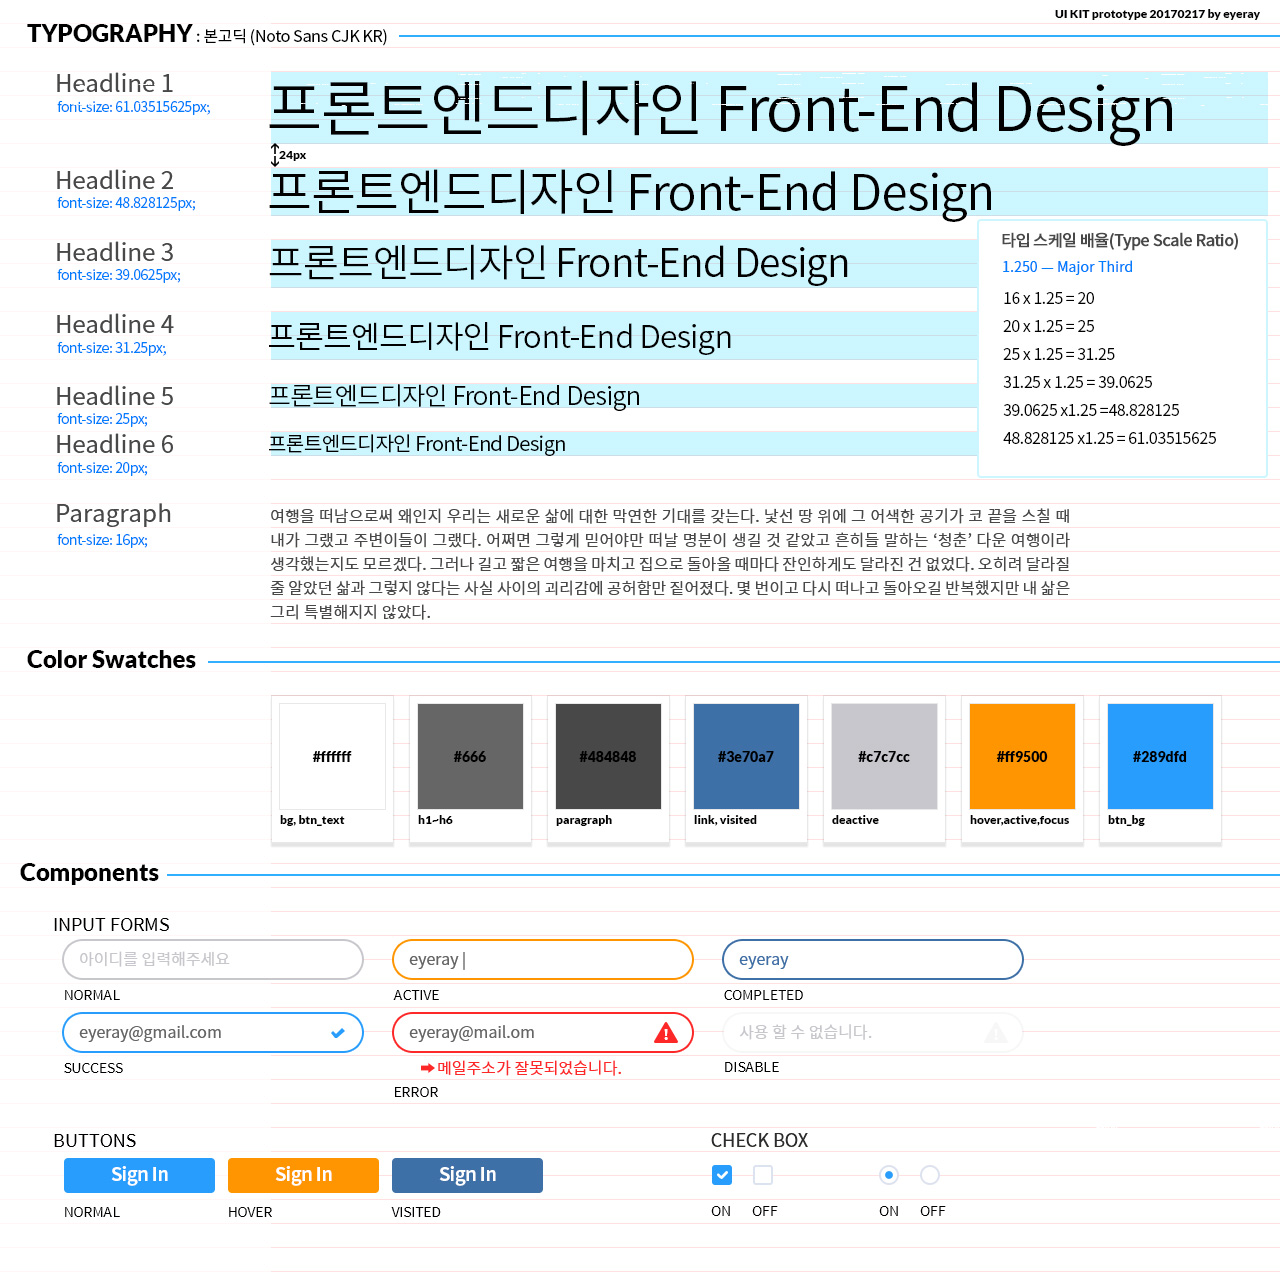 UI KIT prototype 20170217 by eyeray
TYPOGRAPHY : 본고딕 (Noto Sans CJK KR)
Headline 1
font-size: 61.03515625px;
프론트엔드디자인 Front-End Design
24px
Headline 2
font-size: 48.828125px;
프론트엔드디자인 Front-End Design
Headline 3
font-size: 39.0625px;
프론트엔드디자인 Front-End Design
Headline 4
font-size: 31.25px;
프론트엔드디자인 Front-End Design
Headline 5
font-size: 25px;
프론트엔드디자인 Front-End Design
Headline 6
font-size: 20px;
프론트엔드디자인 Front-End Design
타입 스케일 배율(Type Scale Ratio)
1.250 — Major Third
16 x 1.25 = 20
20 x 1.25 = 25
25 x 1.25 = 31.25
31.25 x 1.25 = 39.0625
39.0625 x1.25 =48.828125
48.828125 x1.25 = 61.03515625
Paragraph
font-size: 16px;
여행을 떠남으로써 왜인지 우리는 새로운 삶에 대한 막연한 기대를 갖는다. 낯선 땅 위에 그 어색한 공기가 코 끝을 스칠 때
내가 그랬고 주변이들이 그랬다. 어쩌면 그렇게 믿어야만 떠날 명분이 생길 것 같았고 흔히들 말하는 ‘청춘’ 다운 여행이라
생각했는지도 모르겠다. 그러나 길고 짧은 여행을 마치고 집으로 돌아올 때마다 잔인하게도 달라진 건 없었다. 오히려 달라질
줄 알았던 삶과 그렇지 않다는 사실 사이의 괴리감에 공허함만 짙어졌다. 몇 번이고 다시 떠나고 돌아오길 반복했지만 내 삶은
그리 특별해지지 않았다.
Color Swatches
#ffffff
bg, btn_text
#666
h1~h6
#484848
paragraph
#3e70a7
link, visited
#c7c7cc
deactive
#ff9500
hover,active,focus
#289dfd
btn_bg
Components
INPUT FORMS
아이디를 입력해주세요
NORMAL
eyeray |
ACTIVE
eyeray
COMPLETED
eyeray@gmail.com
SUCCESS
eyeray@mail.om
메일주소가 잘못되었습니다.
ERROR
사용 할 수 없습니다.
DISABLE
BUTTONS
Sign In
NORMAL
Sign In
HOVER
Sign In
VISITED
CHECK BOX
ON OFF
ON OFF